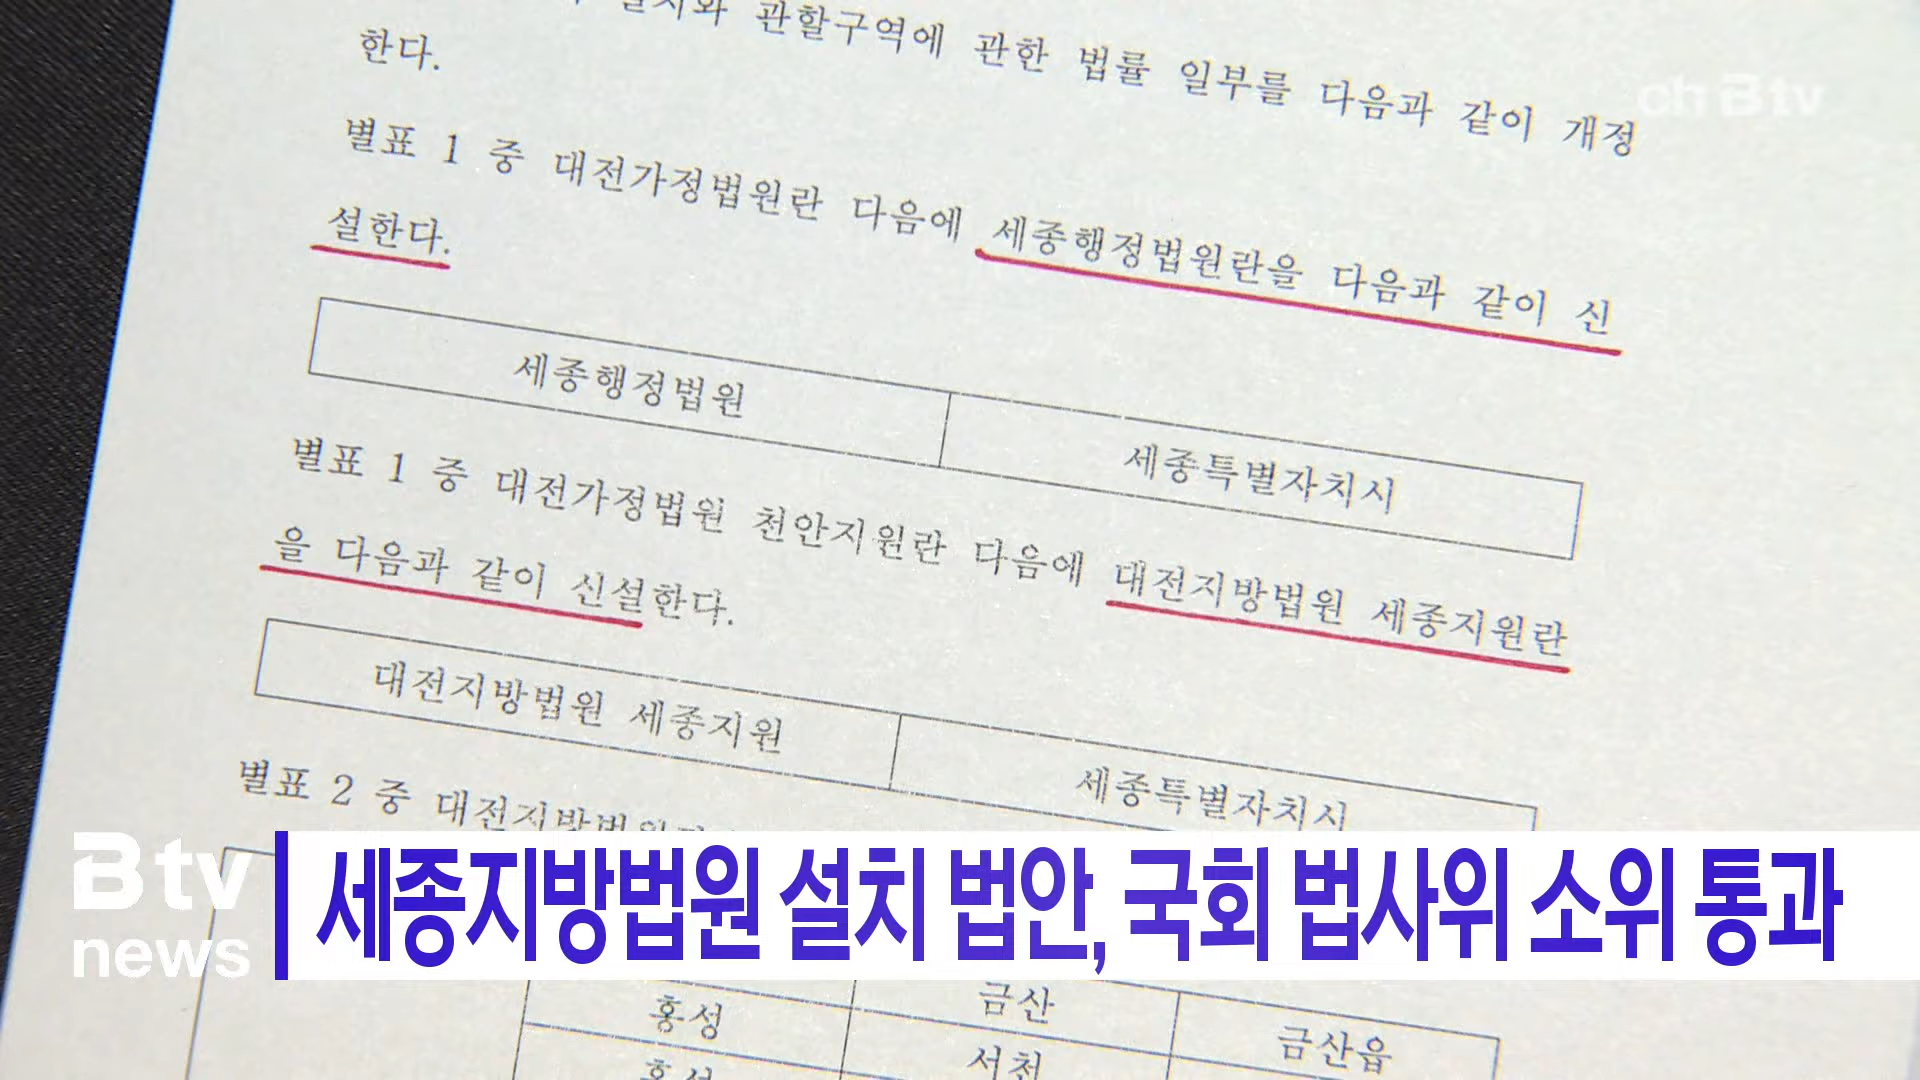 관할구역에 관한 법률 일부를 다음과 같이 개정
한다.
ch B tv
별표 1 중 대전가정법원란 다음에 세종행정법원란을 다음과 같이 신
설한다.
세종행정법원 세종특별자치시
별표 1 중 대전가정법원 천안지원란 다음에 대전지방법원 세종지원란
을 다음과 같이 신설한다.
대전지방법원 세종지원 세종특별자치시
별표 2 중
B tv
news
세종지방법원 설치 법안, 국회 법사위 소위 통과
홍성 금산 금산읍
서천